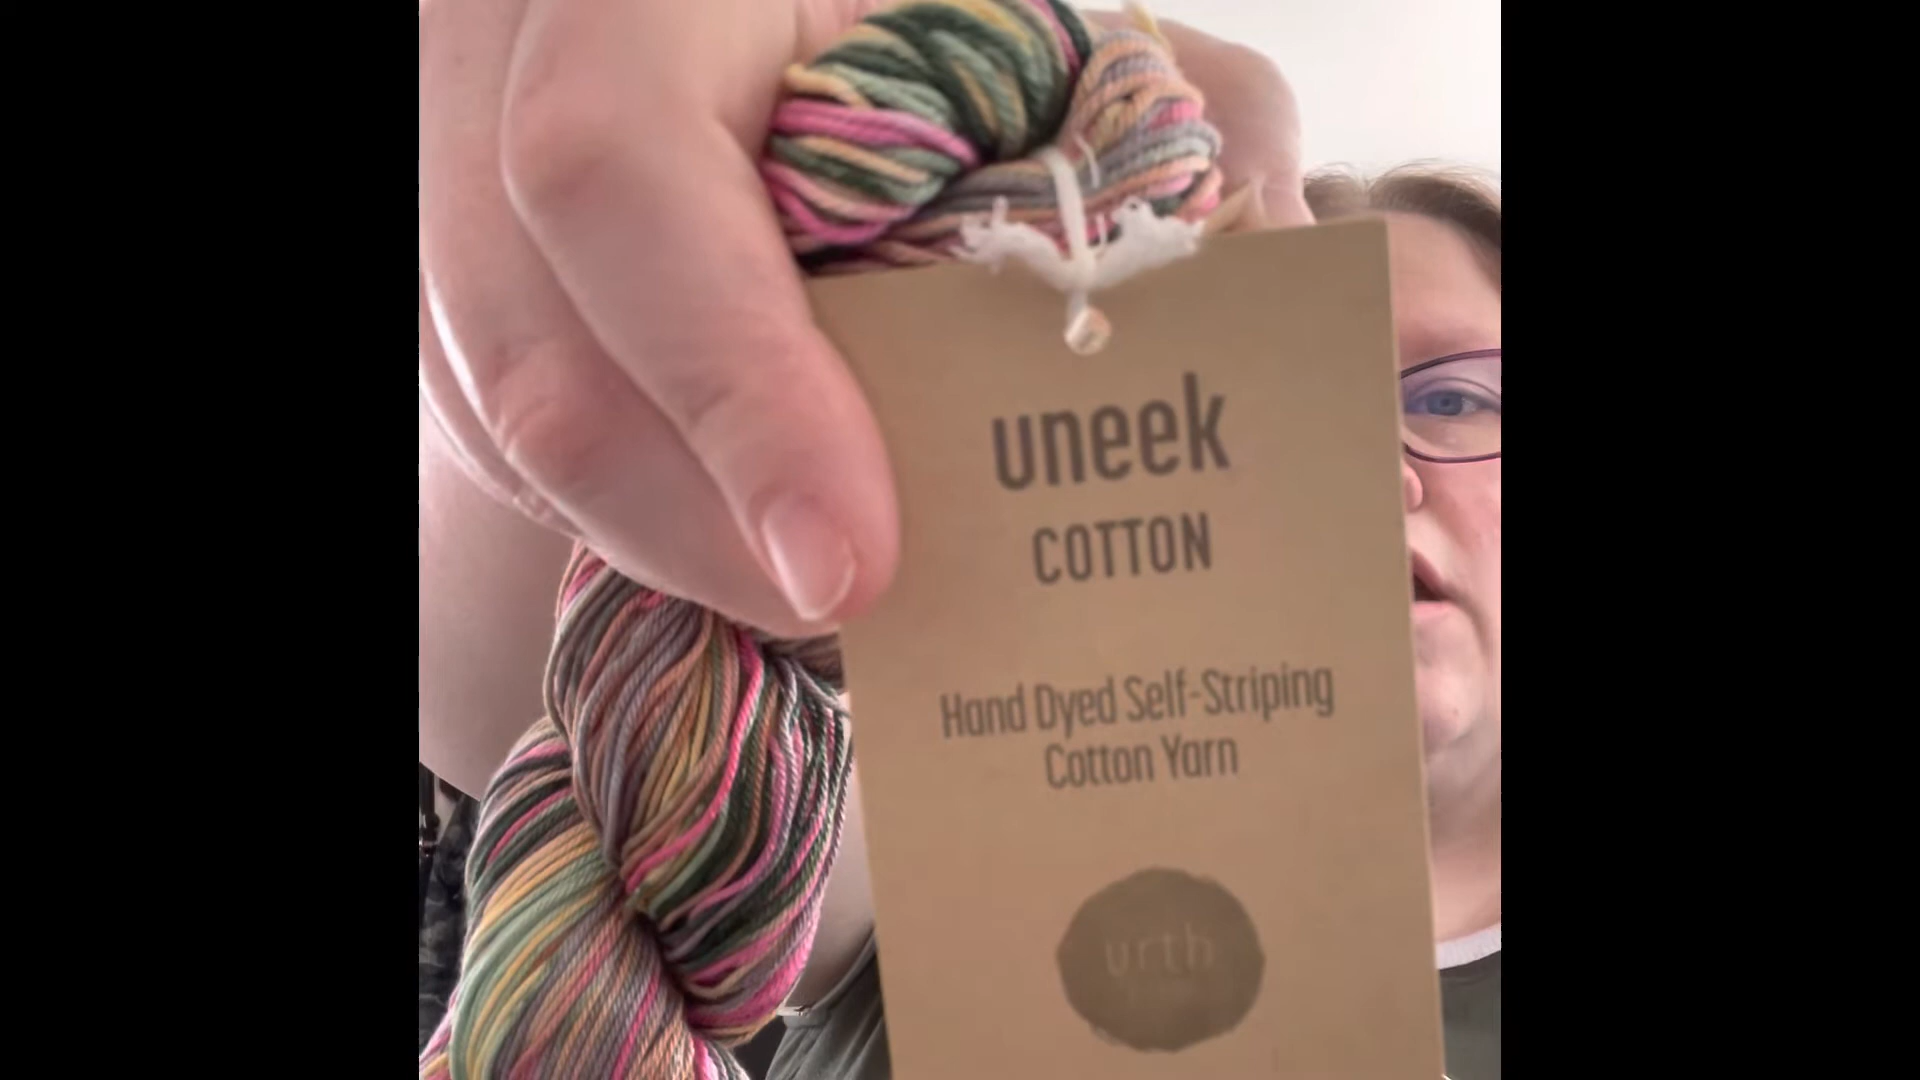 uneek
COTTON
Hand Dyed Self-Striping
Cotton Yarn
urth